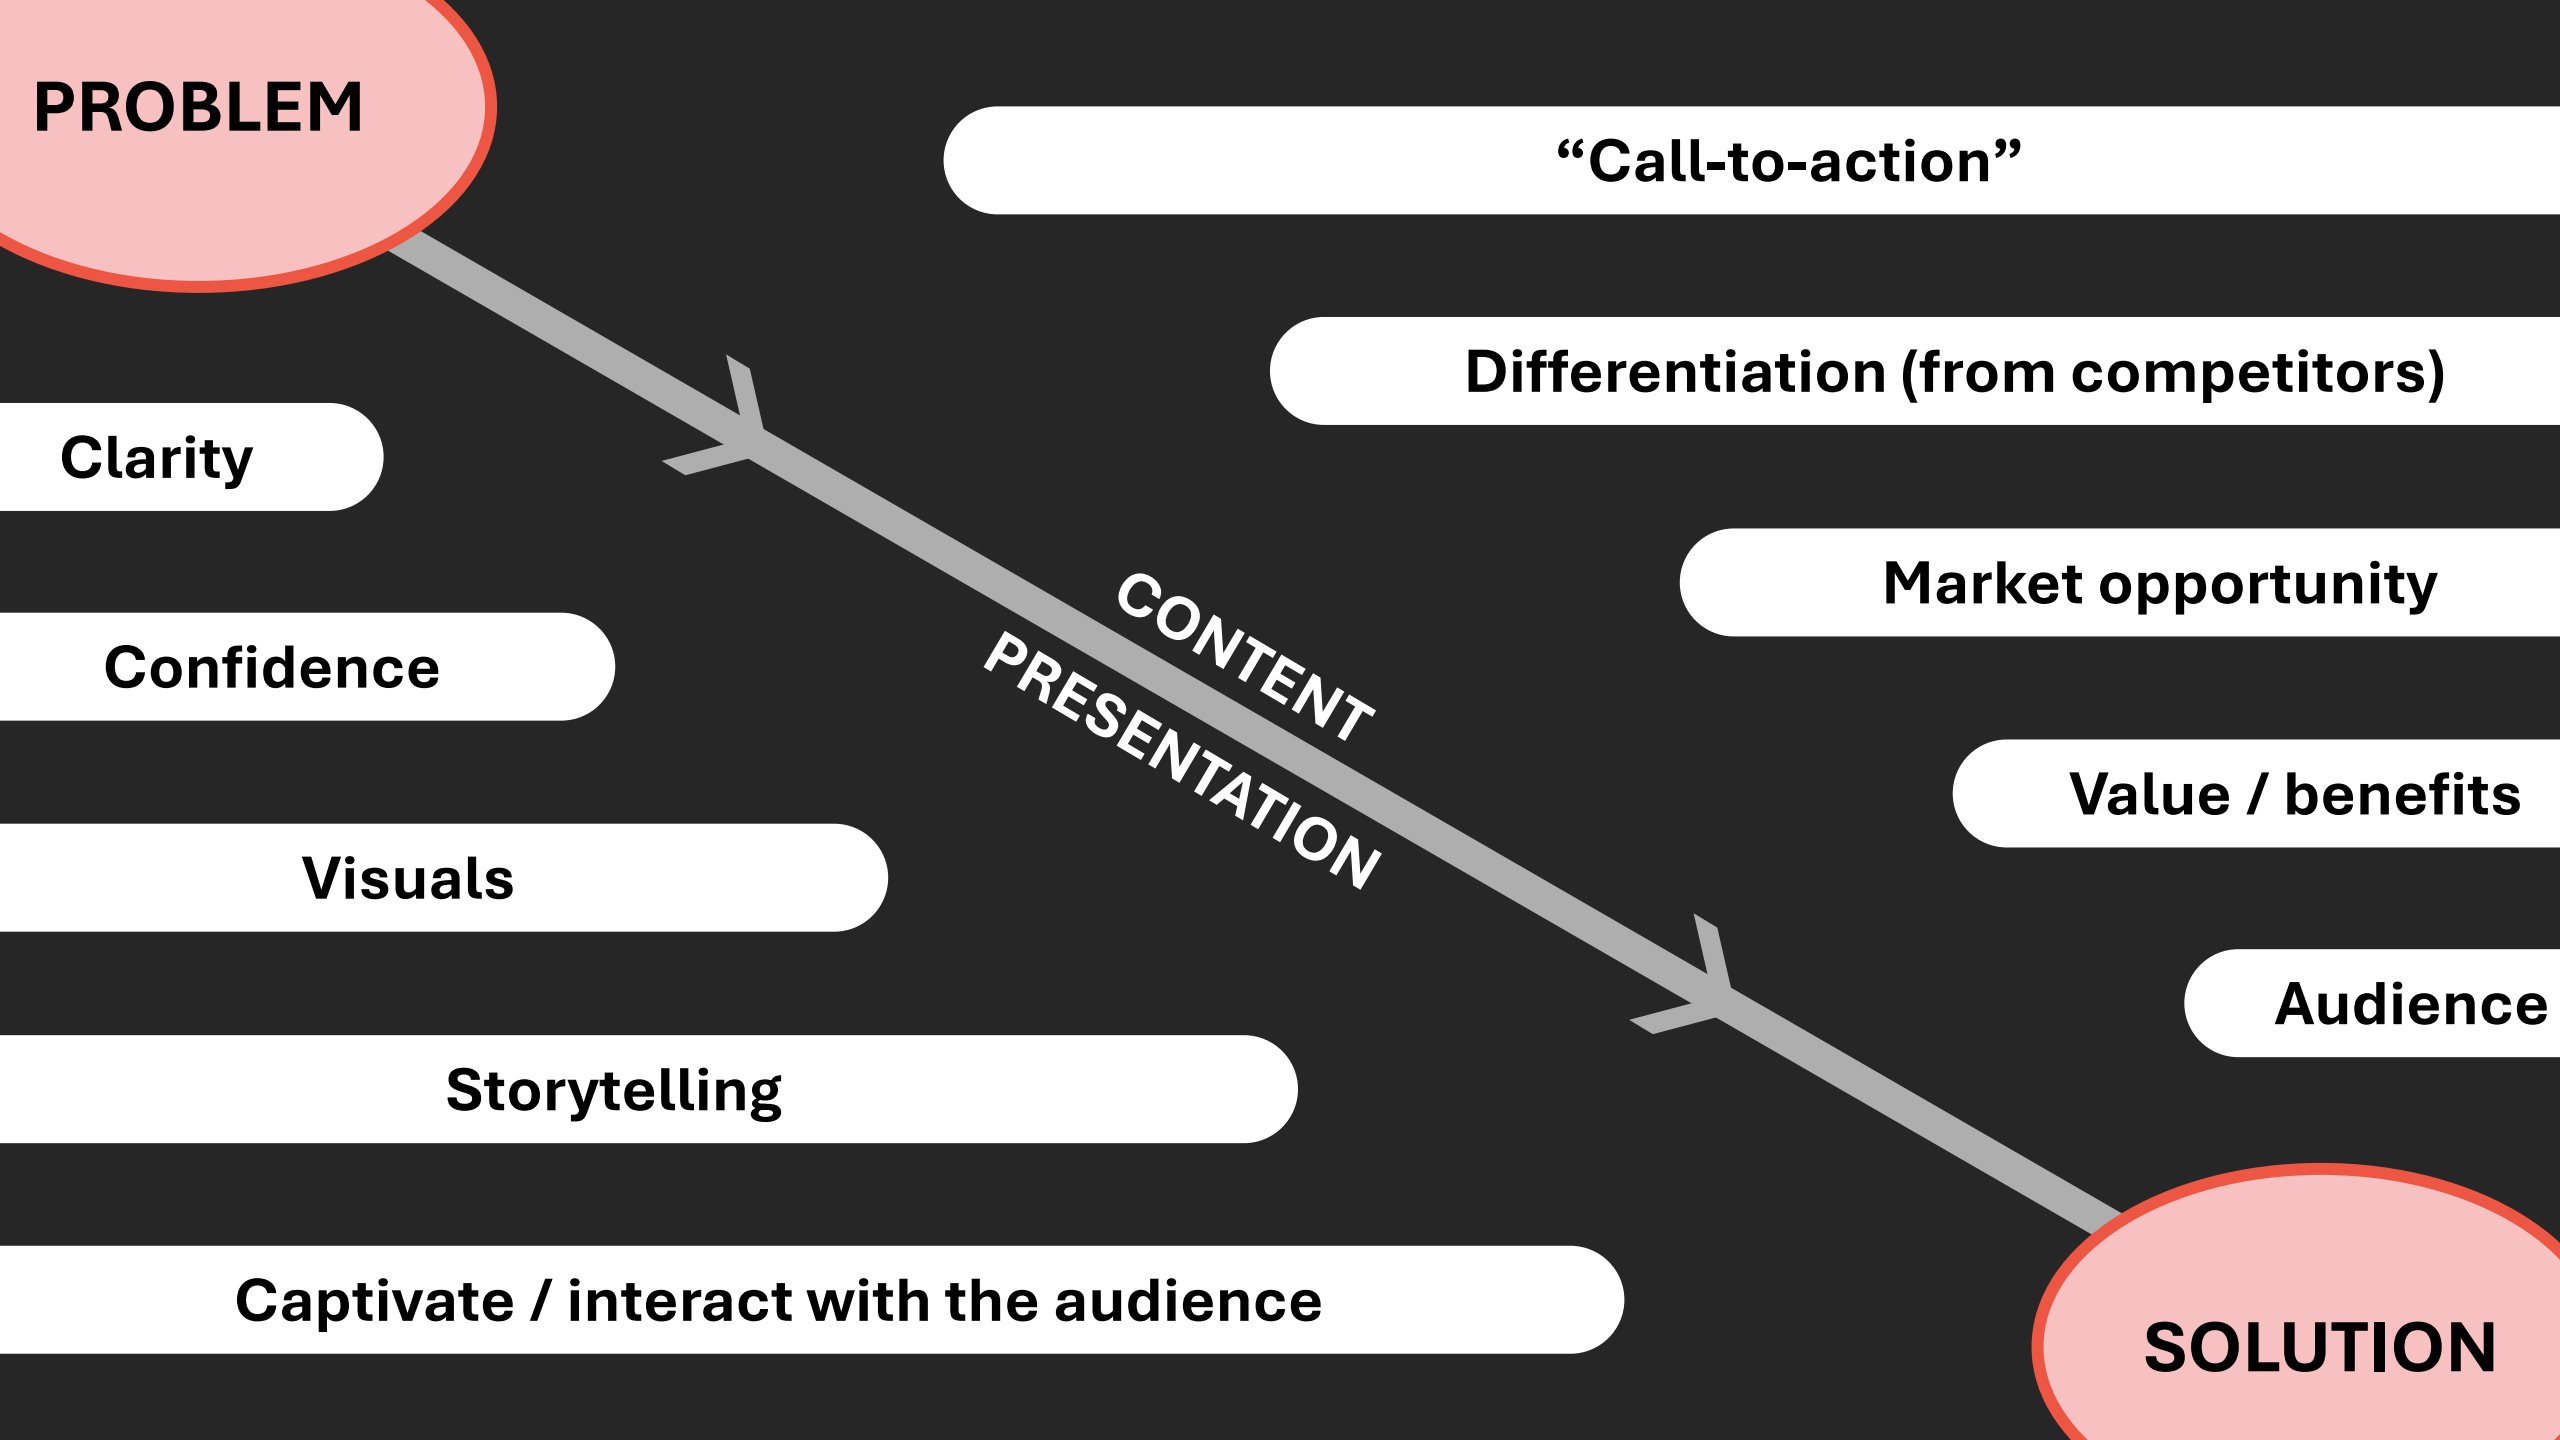 PROBLEM
“Call-to-action”
Differentiation (from competitors)
Clarity
Market opportunity
CONTENT
PRESENTATION
Confidence
Value / benefits
Visuals
Audience
Storytelling
Captivate / interact with the audience
SOLUTION